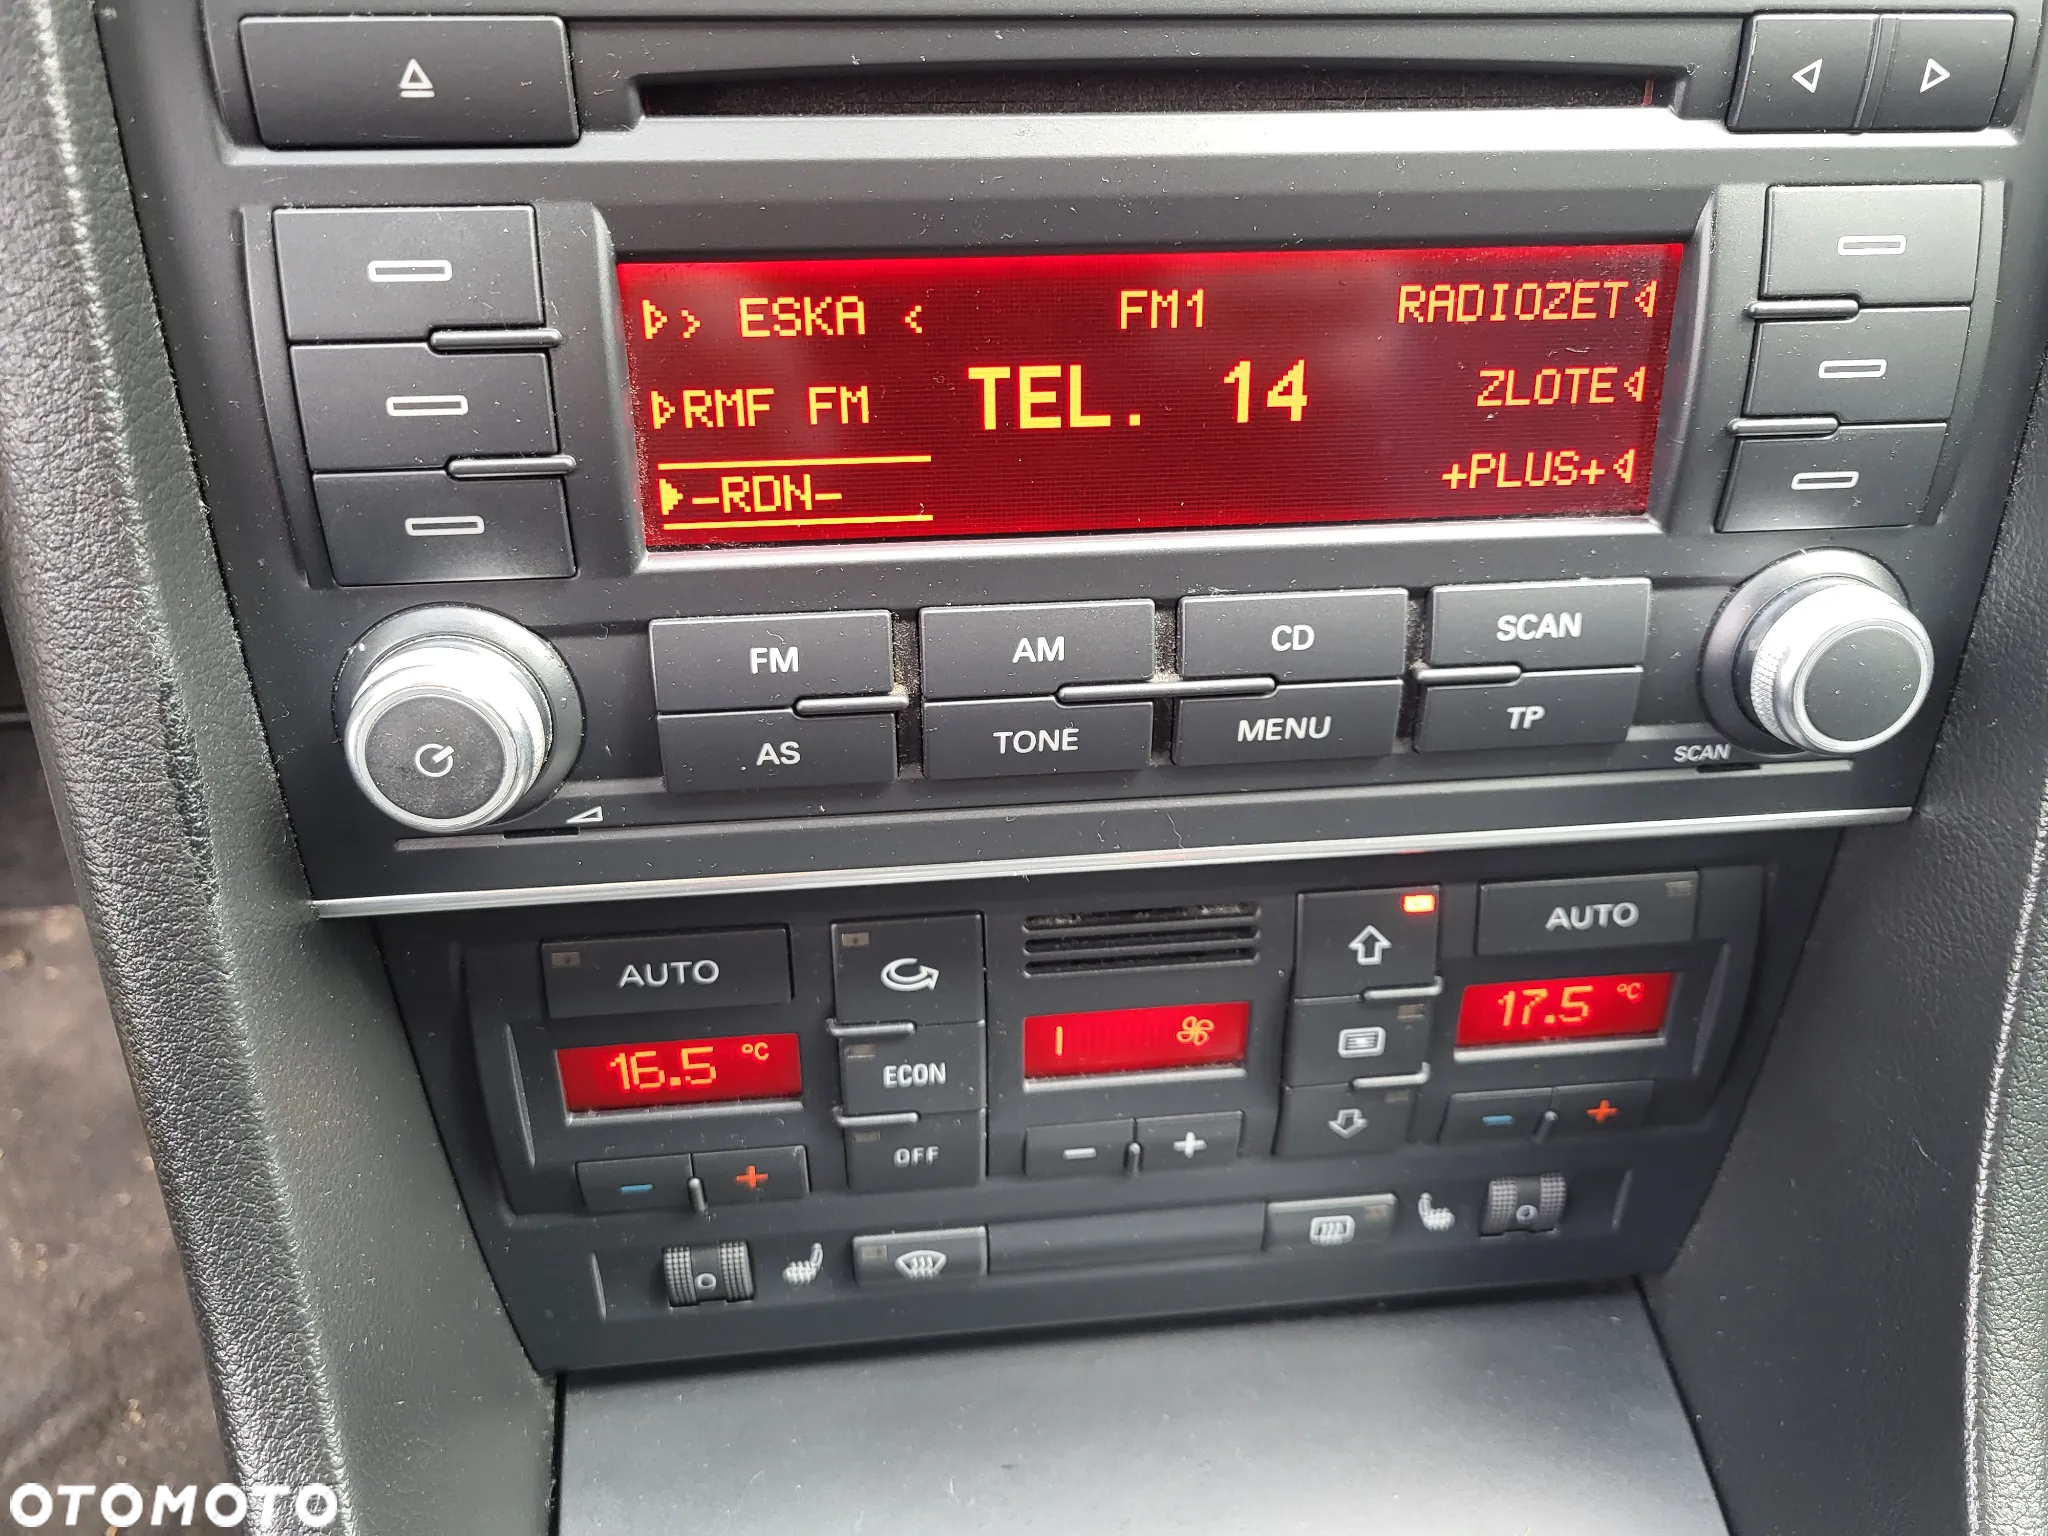 > ESKA < FM1 RADIOZET
RMF FM TEL. 14 ZLOTE
-RDN- +PLUS+
FM AM CD SCAN
AS TONE MENU TP
SCAN
AUTO AUTO
16.5 °C 17.5 °C
ECON
OFF
OTOMOTO